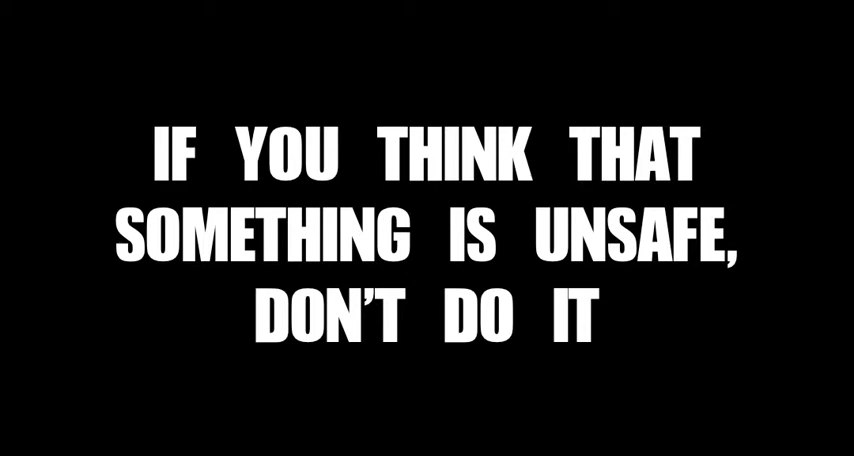 IF YOU THINK THAT
SOMETHING IS UNSAFE,
DON’T DO IT